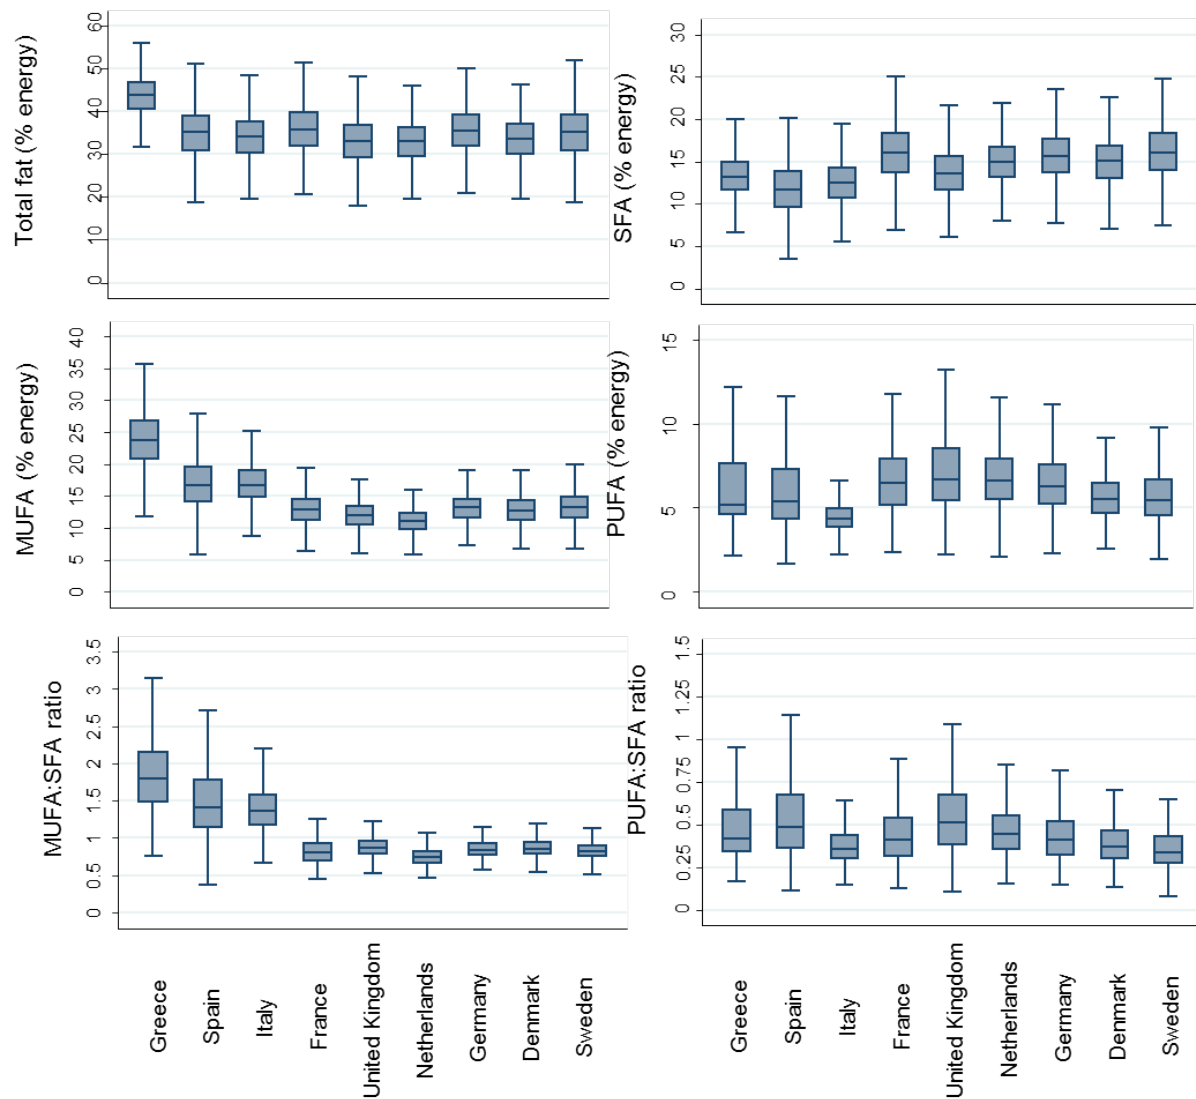 Total fat (% energy)
60
50
40
30
20
10
0
SFA (% energy)
30
25
20
15
10
5
0
MUFA (% energy)
40
35
30
25
20
15
10
5
0
PUFA (% energy)
15
10
5
0
MUFA:SFA ratio
3.5
3
2.5
2
1.5
1
0.5
0
PUFA:SFA ratio
1.5
1.25
1
0.75
0.5
0.25
0
Greece
Spain
Italy
France
United Kingdom
Netherlands
Germany
Denmark
Sweden
Greece
Spain
Italy
France
United Kingdom
Netherlands
Germany
Denmark
Sweden